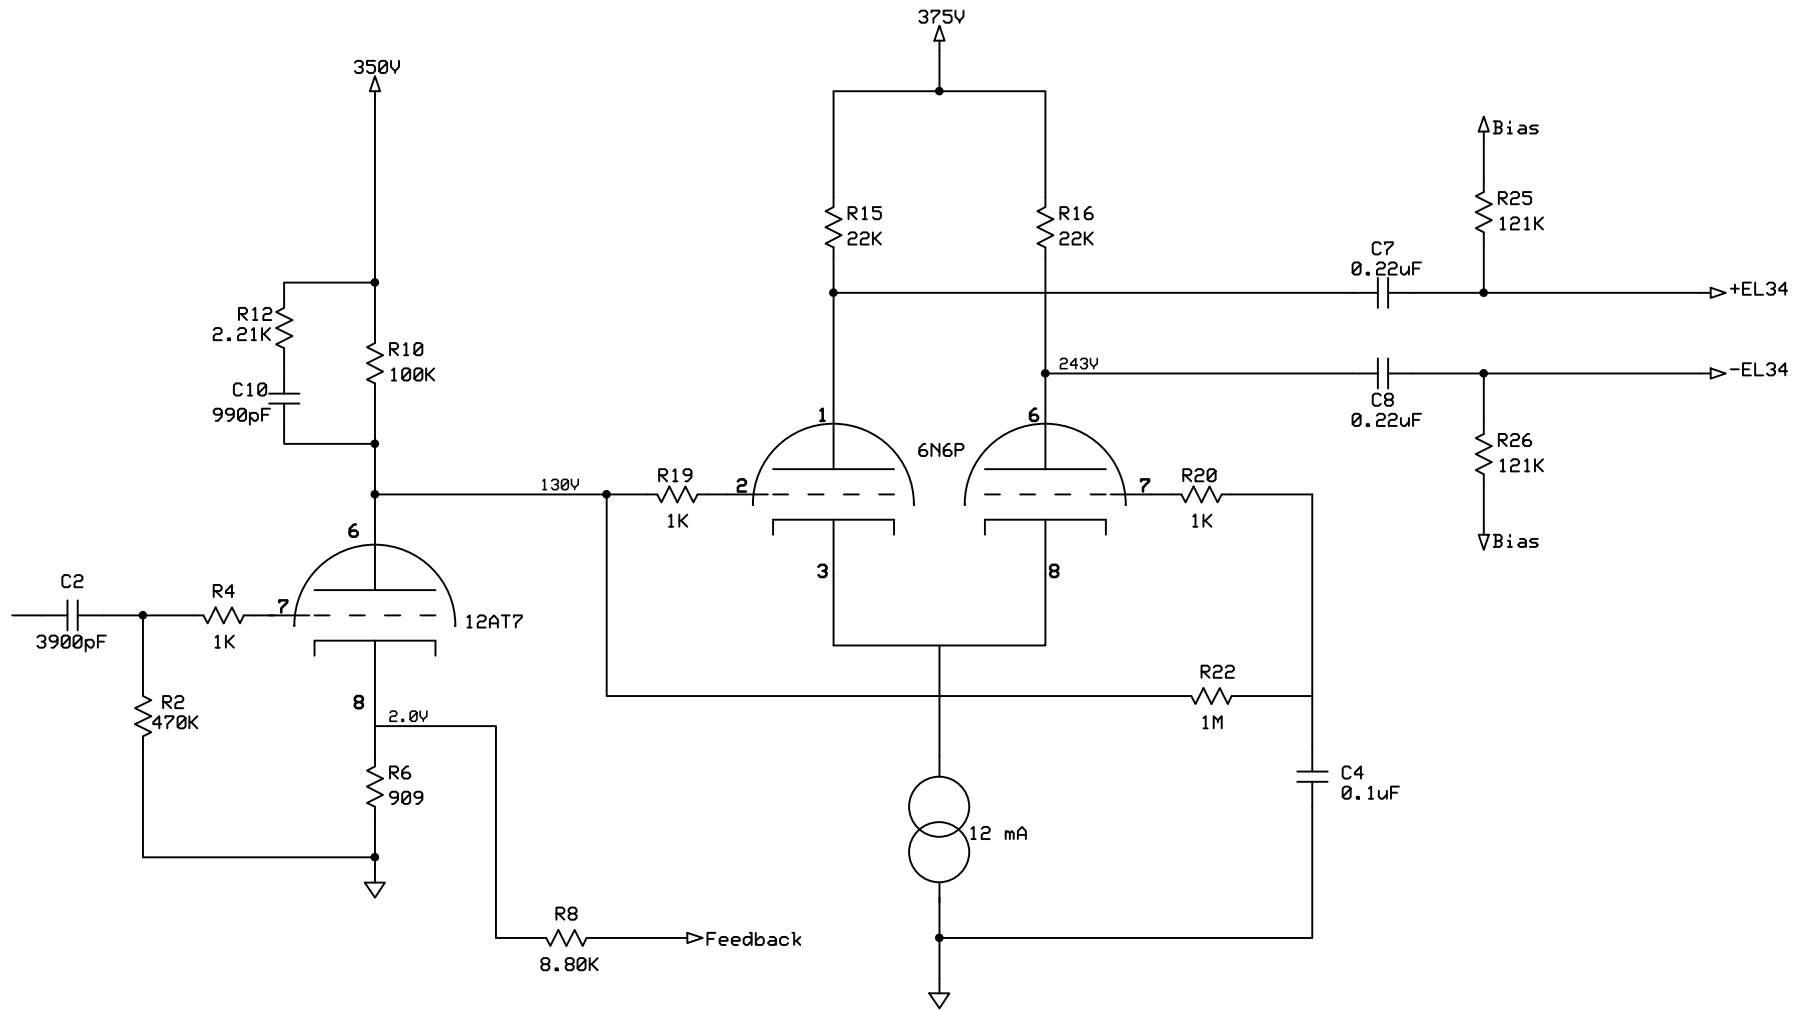 375V
350V
Bias
R25
121K
R15
22K
R16
22K
C7
0.22uF
+EL34
R12
2.21K
R10
100K
C10
990pF
243V
-EL34
C8
0.22uF
1
6
6N6P
R26
121K
130V
R19
1K
2
7
R20
1K
Bias
6
3
8
C2
3900pF
R4
1K
7
12AT7
R2
470K
8
2.0V
R22
1M
R6
909
C4
0.1uF
12 mA
R8
8.80K
Feedback